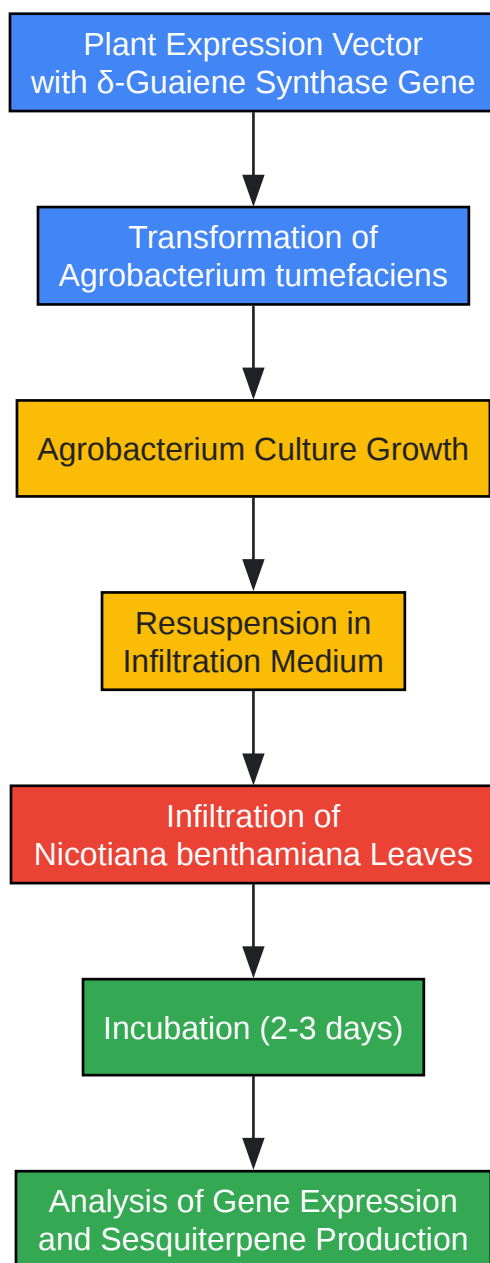 Plant Expression Vector
with δ-Guaiene Synthase Gene
Transformation of
Agrobacterium tumefaciens
Agrobacterium Culture Growth
Resuspension in
Infiltration Medium
Infiltration of
Nicotiana benthamiana Leaves
Incubation (2-3 days)
Analysis of Gene Expression
and Sesquiterpene Production